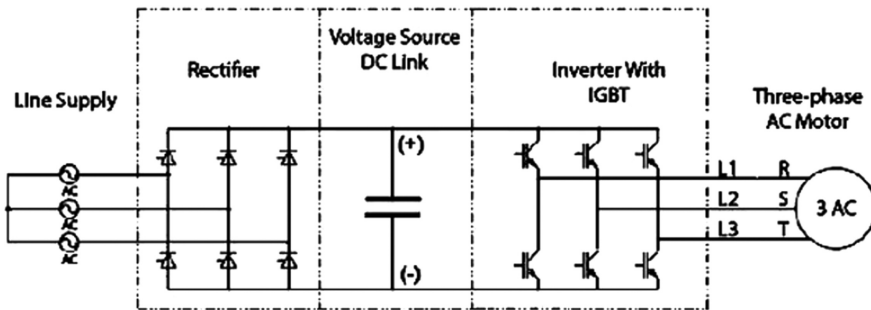 Line Supply
Rectifier
Voltage Source
DC Link
Inverter With
IGBT
Three-phase
AC Motor
AC
AC
AC
(+)
(-)
L1 R
L2 S
L3 T
3 AC